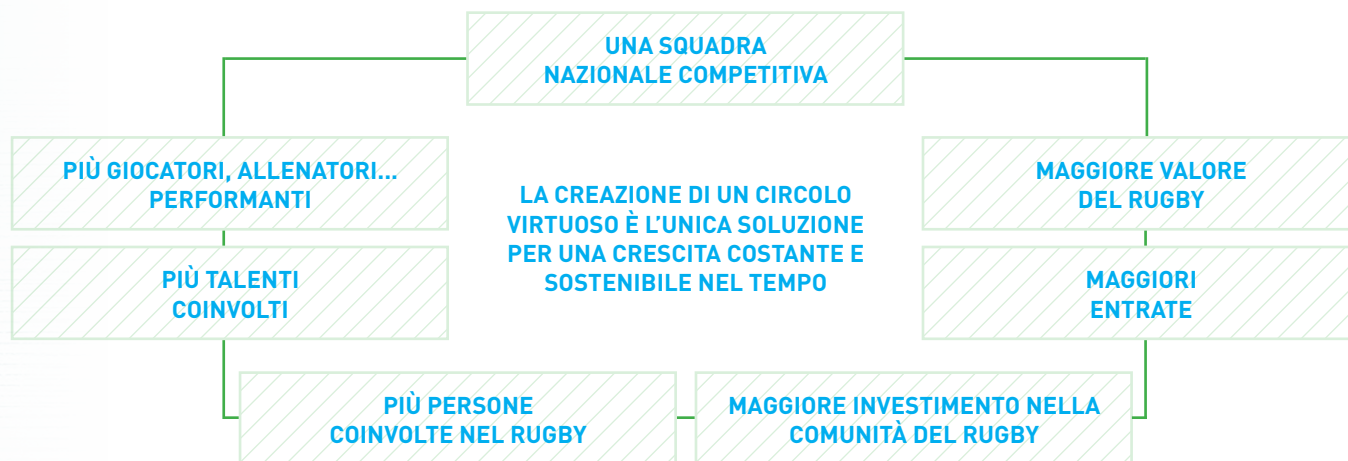 UNA SQUADRA
NAZIONALE COMPETITIVA
PIÙ GIOCATORI, ALLENATORI...
PERFORMANTI
MAGGIORE VALORE
DEL RUGBY
LA CREAZIONE DI UN CIRCOLO
VIRTUOSO È L'UNICA SOLUZIONE
PER UNA CRESCITA COSTANTE E
SOSTENIBILE NEL TEMPO
PIÙ TALENTI
COINVOLTI
MAGGIORI
ENTRATE
PIÙ PERSONE
COINVOLTE NEL RUGBY
MAGGIORE INVESTIMENTO NELLA
COMUNITÀ DEL RUGBY